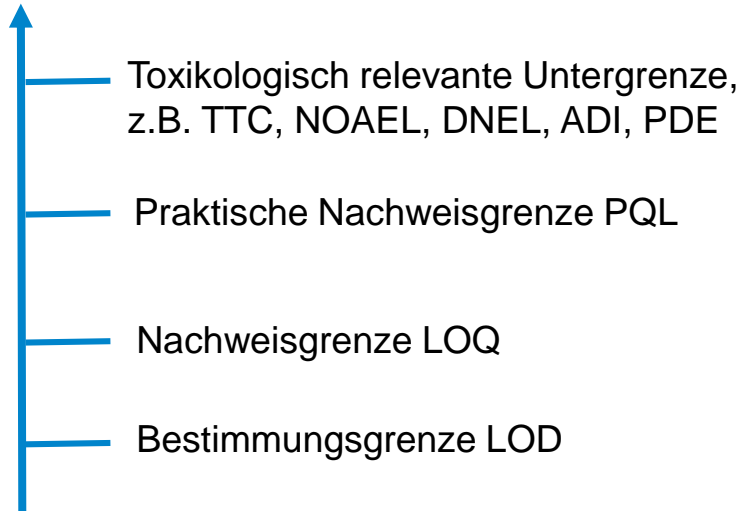 Toxikologisch relevante Untergrenze,
z.B. TTC, NOAEL, DNEL, ADI, PDE
Praktische Nachweisgrenze PQL
Nachweisgrenze LOQ
Bestimmungsgrenze LOD